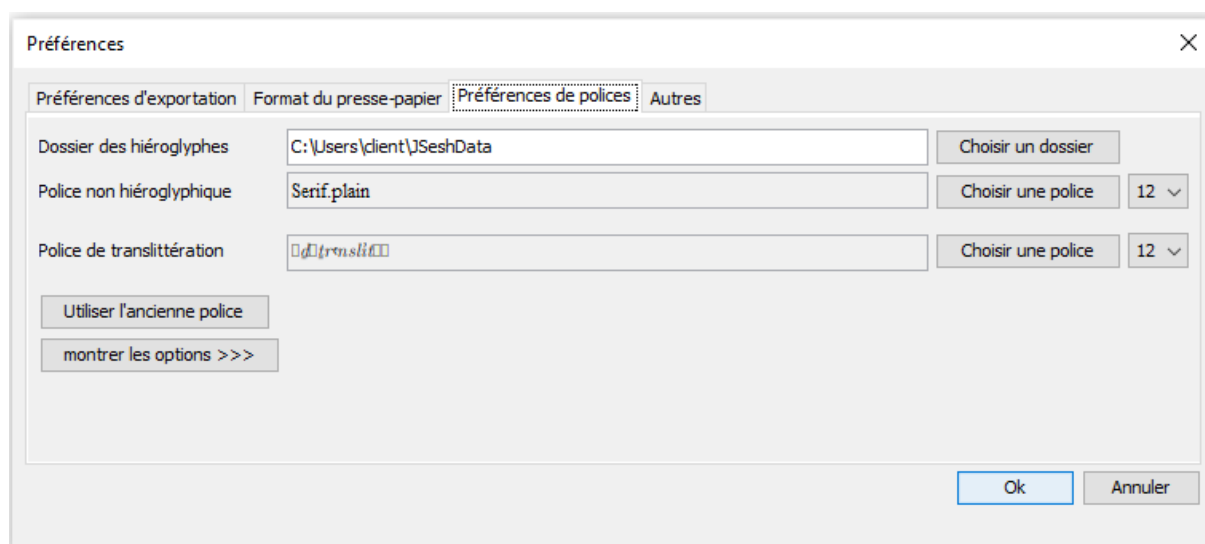 Préférences
Préférences d'exportation Format du presse-papier Préférences de polices Autres
Dossier des hiéroglyphes C:\Users\client\JSeshData Choisir un dossier
Police non hiéroglyphique Serif.plain Choisir une police 12
Police de translittération Choisir une police 12
Utiliser l'ancienne police
montrer les options >>>
Ok Annuler